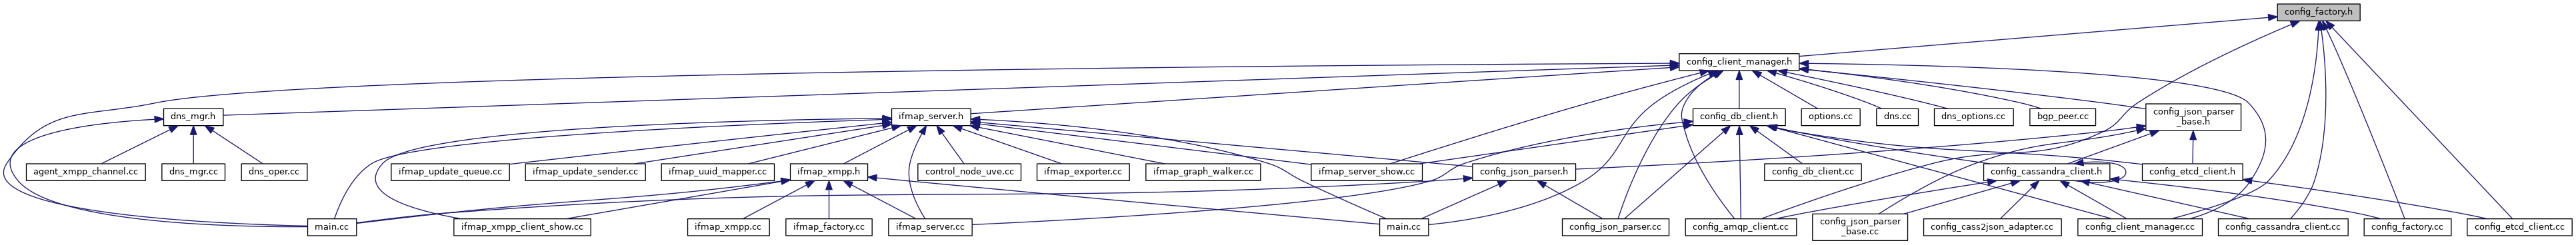 config_factory.h
config_client_manager.h
dns_mgr.h
ifmap_server.h
config_db_client.h
options.cc
dns.cc
dns_options.cc
bgp_peer.cc
config_json_parser
_base.h
agent_xmpp_channel.cc
dns_mgr.cc
dns_oper.cc
ifmap_update_queue.cc
ifmap_update_sender.cc
ifmap_uuid_mapper.cc
ifmap_xmpp.h
control_node_uve.cc
ifmap_exporter.cc
ifmap_graph_walker.cc
ifmap_server_show.cc
config_json_parser.h
config_db_client.cc
config_cassandra_client.h
config_etcd_client.h
main.cc
ifmap_xmpp_client_show.cc
ifmap_xmpp.cc
ifmap_factory.cc
ifmap_server.cc
main.cc
config_json_parser.cc
config_amqp_client.cc
config_json_parser
_base.cc
config_cass2json_adapter.cc
config_client_manager.cc
config_cassandra_client.cc
config_factory.cc
config_etcd_client.cc